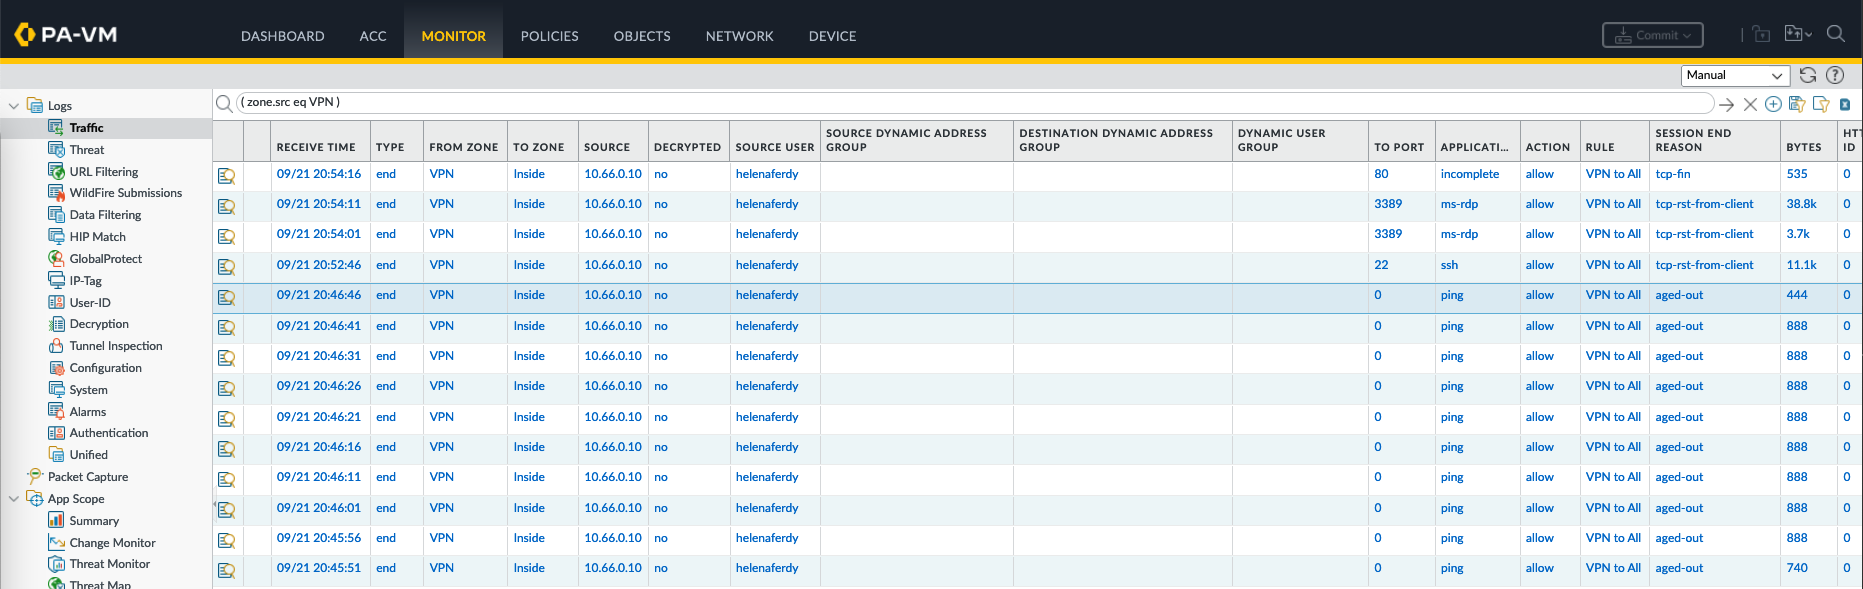 PA-VM DASHBOARD ACC MONITOR POLICIES OBJECTS NETWORK DEVICE Commit
Manual
Logs
Traffic
Threat
URL Filtering
WildFire Submissions
Data Filtering
HIP Match
GlobalProtect
IP-Tag
User-ID
Decryption
Tunnel Inspection
Configuration
System
Alarms
Authentication
Unified
Packet Capture
App Scope
Summary
Change Monitor
Threat Monitor
Threat Map
( zone.src eq VPN )
RECEIVE TIME TYPE FROM ZONE TO ZONE SOURCE DECRYPTED SOURCE USER SOURCE DYNAMIC ADDRESS GROUP DESTINATION DYNAMIC ADDRESS GROUP DYNAMIC USER GROUP TO PORT APPLICATI... ACTION RULE SESSION END REASON BYTES HTT ID
09/21 20:54:16 end VPN Inside 10.66.0.10 no helenaferdy 80 incomplete allow VPN to All tcp-fin 535 0
09/21 20:54:11 end VPN Inside 10.66.0.10 no helenaferdy 3389 ms-rdp allow VPN to All tcp-rst-from-client 38.8k 0
09/21 20:54:01 end VPN Inside 10.66.0.10 no helenaferdy 3389 ms-rdp allow VPN to All tcp-rst-from-client 3.7k 0
09/21 20:52:46 end VPN Inside 10.66.0.10 no helenaferdy 22 ssh allow VPN to All tcp-rst-from-client 11.1k 0
09/21 20:46:46 end VPN Inside 10.66.0.10 no helenaferdy 0 ping allow VPN to All aged-out 444 0
09/21 20:46:41 end VPN Inside 10.66.0.10 no helenaferdy 0 ping allow VPN to All aged-out 888 0
09/21 20:46:31 end VPN Inside 10.66.0.10 no helenaferdy 0 ping allow VPN to All aged-out 888 0
09/21 20:46:26 end VPN Inside 10.66.0.10 no helenaferdy 0 ping allow VPN to All aged-out 888 0
09/21 20:46:21 end VPN Inside 10.66.0.10 no helenaferdy 0 ping allow VPN to All aged-out 888 0
09/21 20:46:16 end VPN Inside 10.66.0.10 no helenaferdy 0 ping allow VPN to All aged-out 888 0
09/21 20:46:11 end VPN Inside 10.66.0.10 no helenaferdy 0 ping allow VPN to All aged-out 888 0
09/21 20:46:01 end VPN Inside 10.66.0.10 no helenaferdy 0 ping allow VPN to All aged-out 888 0
09/21 20:45:56 end VPN Inside 10.66.0.10 no helenaferdy 0 ping allow VPN to All aged-out 888 0
09/21 20:45:51 end VPN Inside 10.66.0.10 no helenaferdy 0 ping allow VPN to All aged-out 740 0